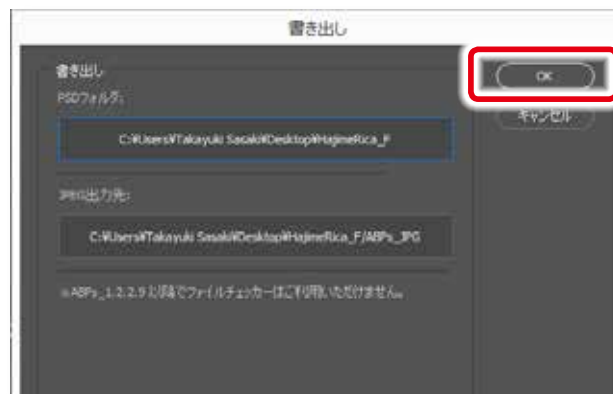 書き出し
書き出し
OK
PSDフォルダ:
キャンセル
C:¥Users¥Takayuki Sasaki¥Desktop¥HajimeRica_F
JPEG出力先:
C:¥Users¥Takayuki Sasaki¥Desktop¥HajimeRica_F/ABPs_JPG
※ABPs_1.2.2.9以降でファイルチェッカーはご利用いただけません。